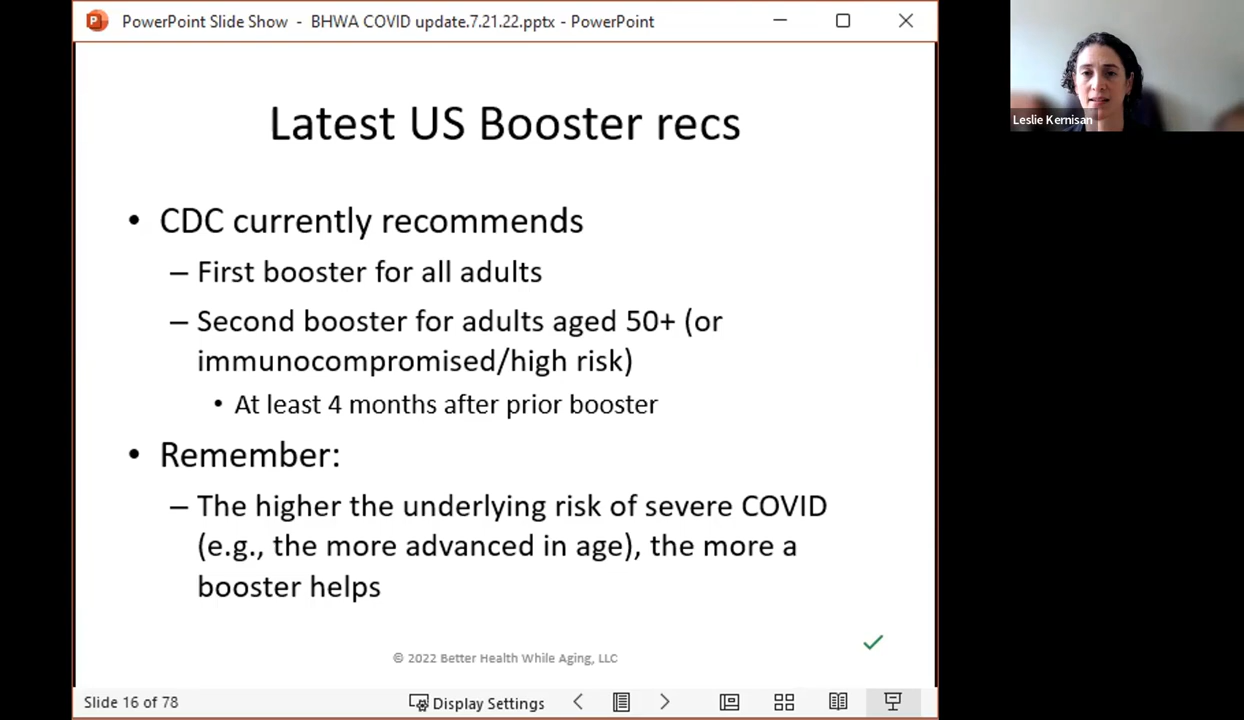 PowerPoint Slide Show - BHWA COVID update.7.21.22.pptx - PowerPoint
Leslie Kernisan
Latest US Booster recs
• CDC currently recommends
– First booster for all adults
– Second booster for adults aged 50+ (or
immunocompromised/high risk)
• At least 4 months after prior booster
• Remember:
– The higher the underlying risk of severe COVID
(e.g., the more advanced in age), the more a
booster helps
© 2022 Better Health While Aging, LLC
Slide 16 of 78
Display Settings